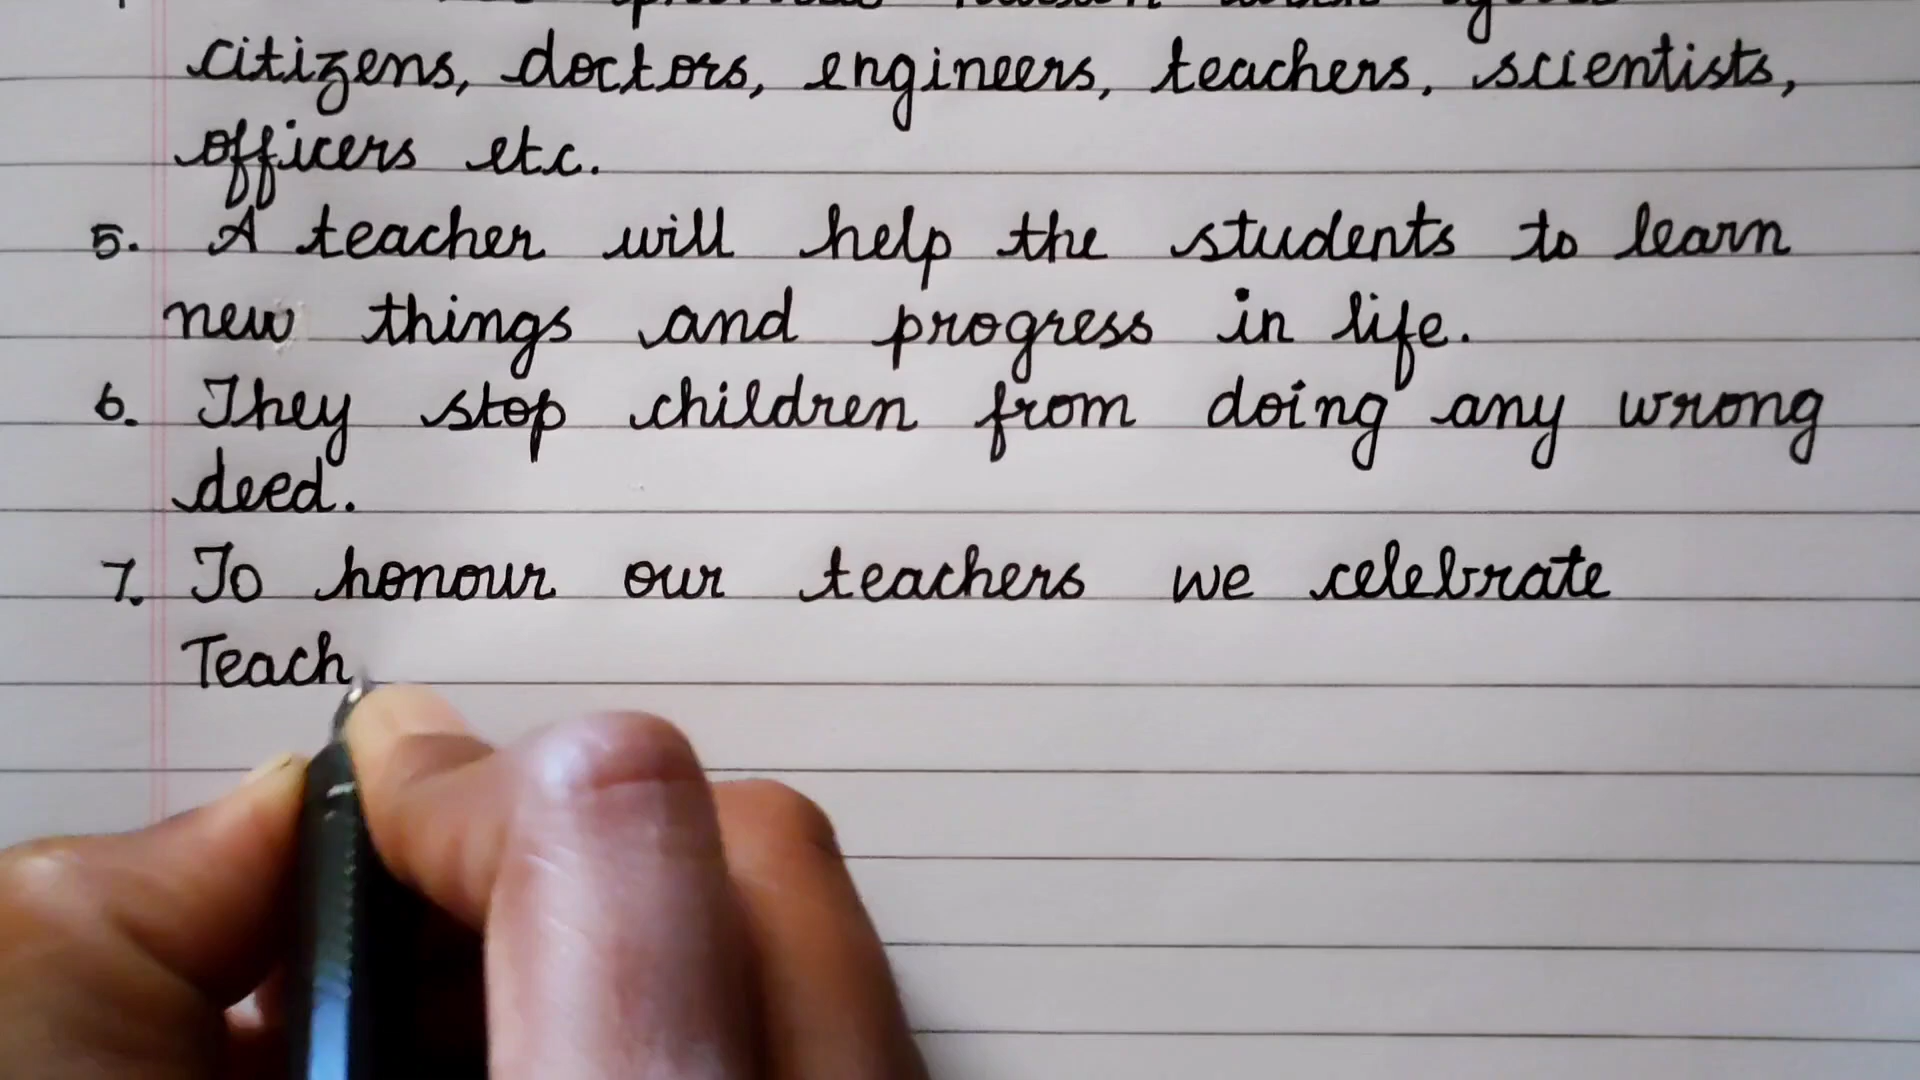 citizens, doctors, engineers, teachers, scientists,
officers etc.
5. A teacher will help the students to learn
new things and progress in life.
6. They stop children from doing any wrong
deed.
7. To honour our teachers we celebrate
Teach